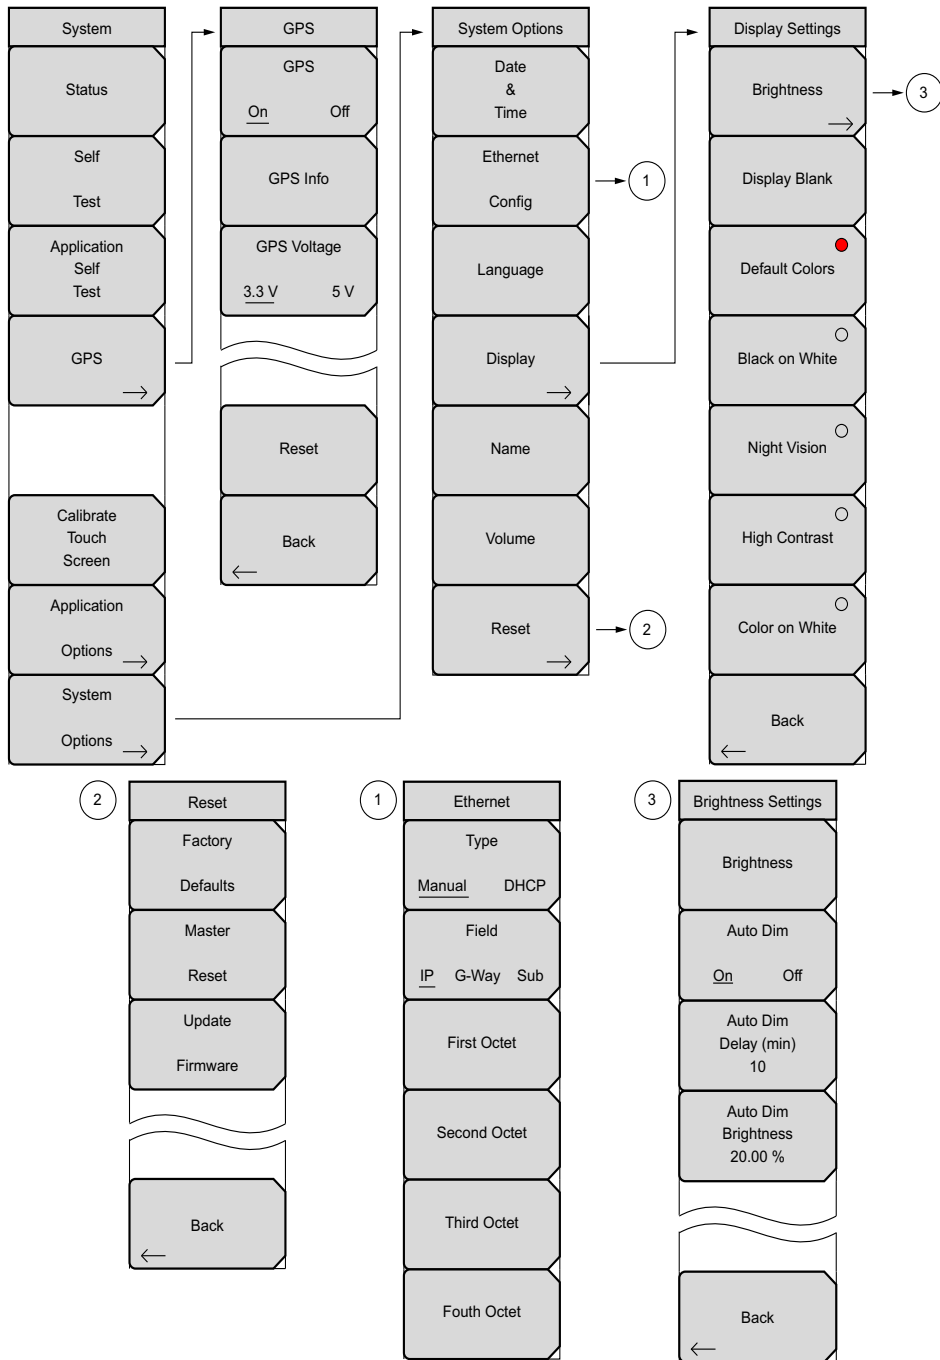 System
Status
Self
Test
Application
Self
Test
GPS
Calibrate
Touch
Screen
Application
Options
System
Options
GPS
GPS
On Off
GPS Info
GPS Voltage
3.3 V 5 V
Reset
Back
System Options
Date
&
Time
Ethernet
Config
1
Language
Display
Name
Volume
Reset
2
Display Settings
Brightness
3
Display Blank
Default Colors
Black on White
Night Vision
High Contrast
Color on White
Back
2
Reset
Factory
Defaults
Master
Reset
Update
Firmware
Back
1
Ethernet
Type
Manual DHCP
Field
IP G-Way Sub
First Octet
Second Octet
Third Octet
Fouth Octet
3
Brightness Settings
Brightness
Auto Dim
On Off
Auto Dim
Delay (min)
10
Auto Dim
Brightness
20.00 %
Back